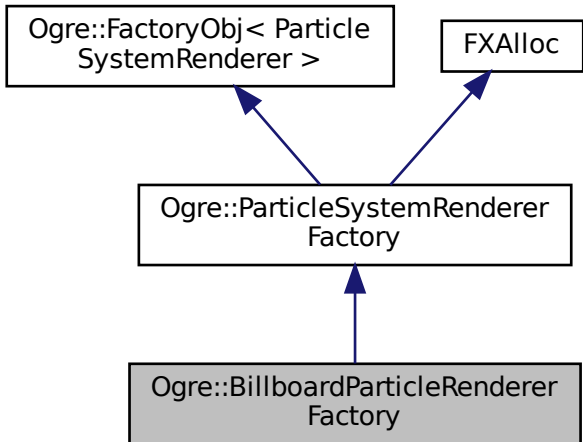 Ogre::FactoryObj< Particle
SystemRenderer >
FXAlloc
Ogre::ParticleSystemRenderer
Factory
Ogre::BillboardParticleRenderer
Factory